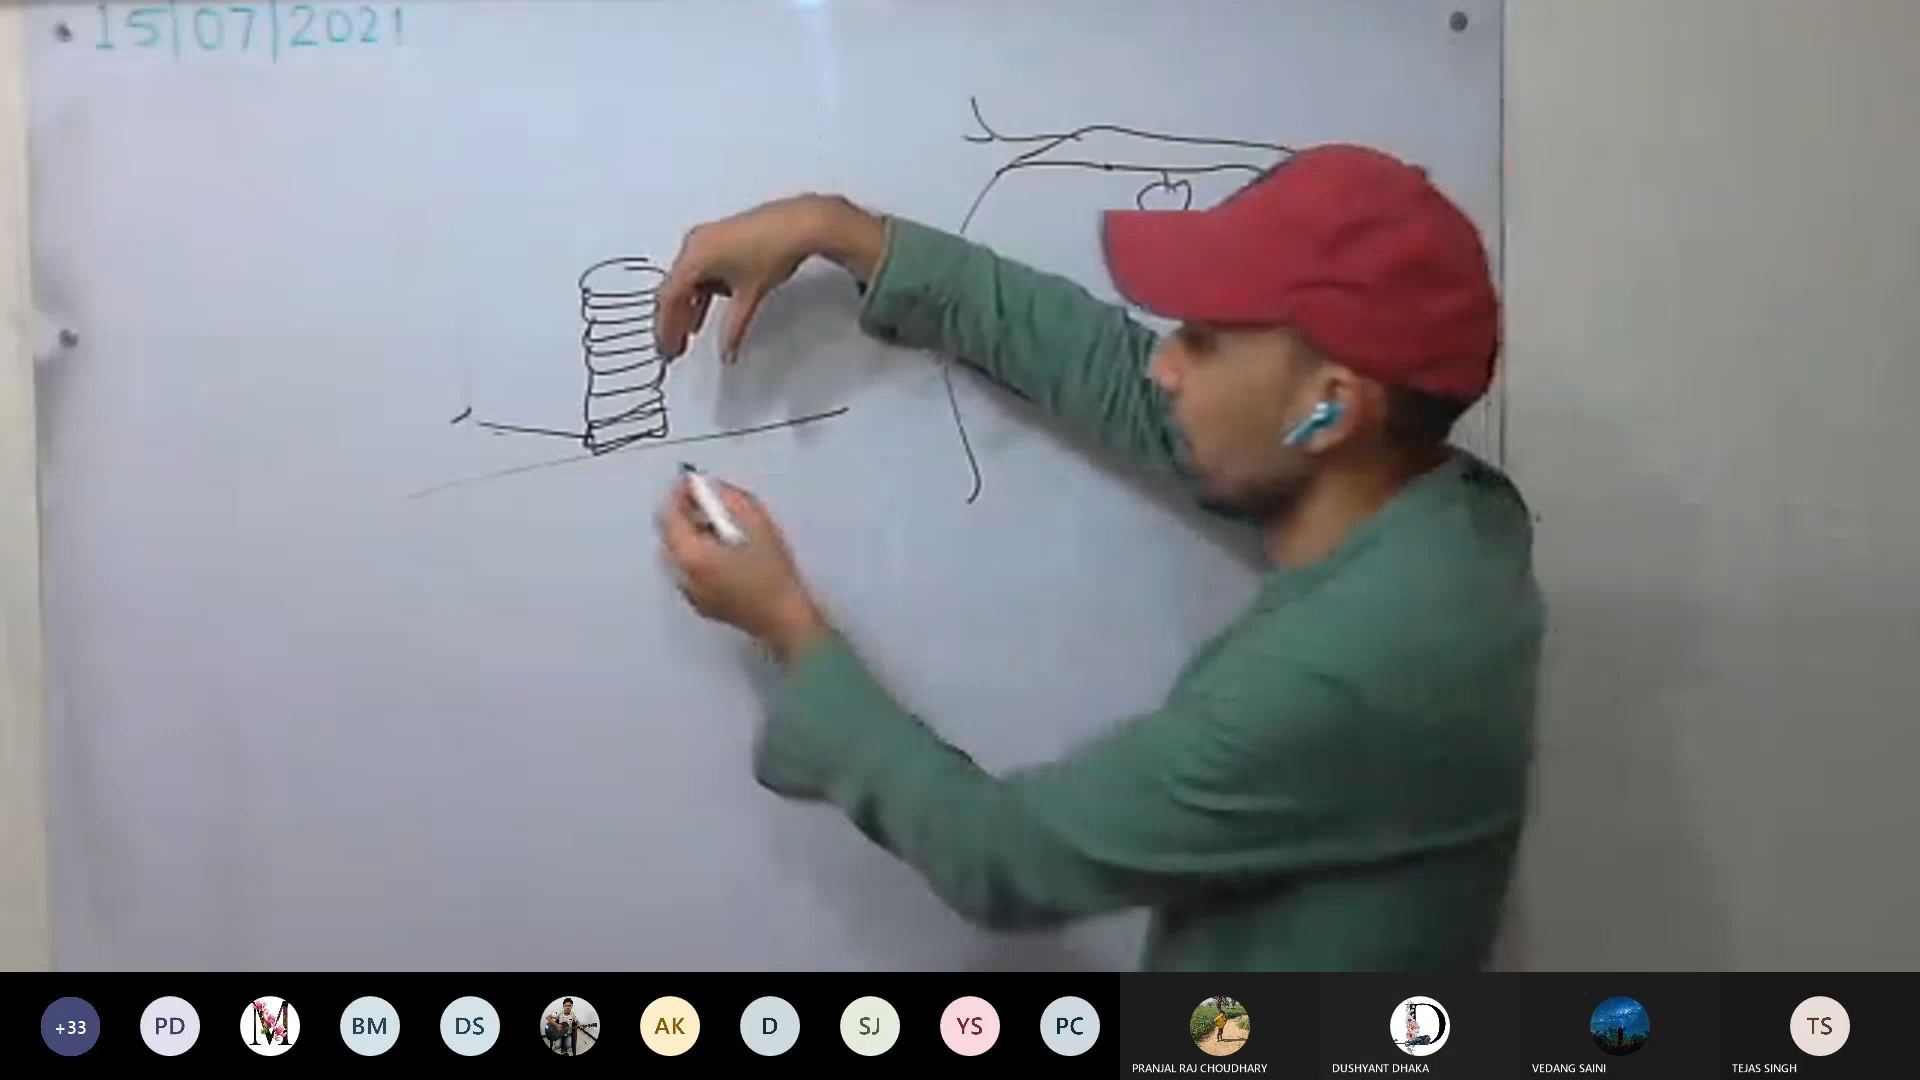 15|07|2021
+33
PD
M
BM
DS
AK
D
SJ
YS
PC
D
TS
PRANJAL RAJ CHOUDHARY
DUSHYANT DHAKA
VEDANG SAINI
TEJAS SINGH